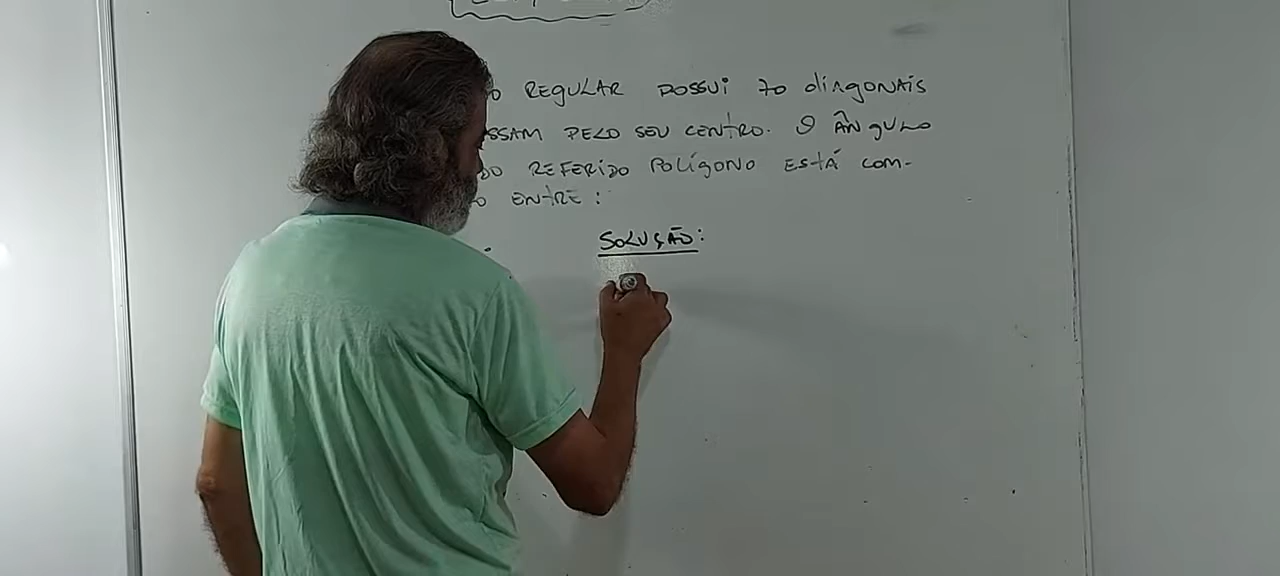 REGULAR POSSUI 70 diAgONAiS
SSAM PELO SEU CENTRO. O ÂNgULO
DO REFERiDO POLígONO ESTÁ COM-
O ENTRE :
SOLUÇÃO: